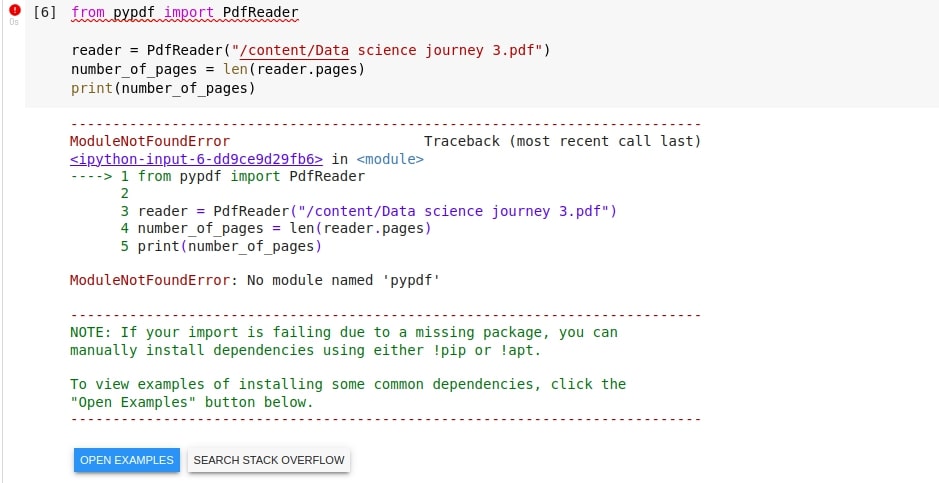 [6] from pypdf import PdfReader
0s
reader = PdfReader("/content/Data science journey 3.pdf")
number_of_pages = len(reader.pages)
print(number_of_pages)
---------------------------------------------------------------------------
ModuleNotFoundError                       Traceback (most recent call last)
<ipython-input-6-dd9ce9d29fb6> in <module>
----> 1 from pypdf import PdfReader
      2
      3 reader = PdfReader("/content/Data science journey 3.pdf")
      4 number_of_pages = len(reader.pages)
      5 print(number_of_pages)
ModuleNotFoundError: No module named 'pypdf'
---------------------------------------------------------------------------
NOTE: If your import is failing due to a missing package, you can
manually install dependencies using either !pip or !apt.
To view examples of installing some common dependencies, click the
"Open Examples" button below.
---------------------------------------------------------------------------
OPEN EXAMPLES SEARCH STACK OVERFLOW